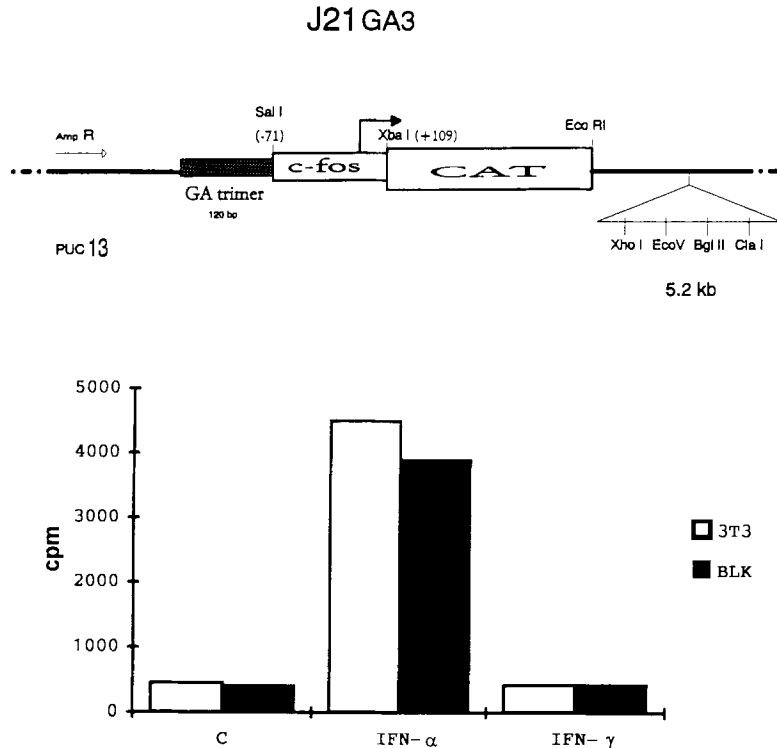 J21 GA3
Sal I
(-71)
Xba I (+109)
Eco RI
Amp R
c-fos
CAT
GA trimer
120 bp
PUC 13
Xho I EcoV Bgl II Cla I
5.2 kb
5000
4000
3000
2000
1000
0
cpm
C IFN-α IFN-γ
3T3
BLK